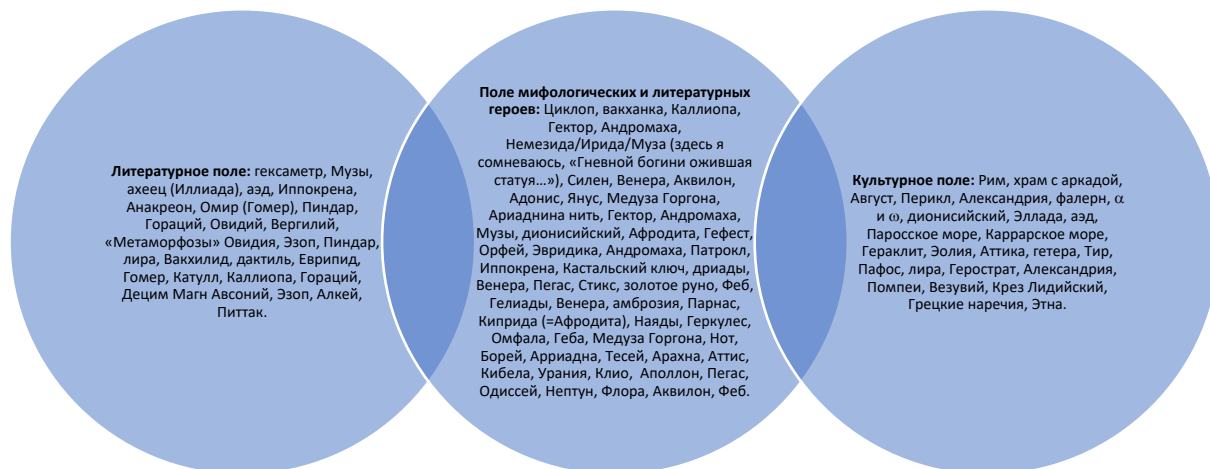 Литературное поле: гексаметр, Музы,
ахеец (Иллиада), аэд, Иппокрена,
Анакреон, Омир (Гомер), Пиндар,
Гораций, Овидий, Вергилий,
«Метаморфозы» Овидия, Эзоп, Пиндар,
лира, Вакхилид, дактиль, Еврипид,
Гомер, Катулл, Каллиопа, Гораций,
Децим Магн Авсоний, Эзоп, Алкей,
Питтак.
Поле мифологических и литературных
героев: Циклоп, вакханка, Каллиопа,
Гектор, Андромаха,
Немезида/Ирида/Муза (здесь я
сомневаюсь, «Гневной богини ожившая
статуя…»), Силен, Венера, Аквилон,
Адонис, Янус, Медуза Горгона,
Ариаднина нить, Гектор, Андромаха,
Музы, дионисийский, Афродита, Гефест,
Орфей, Эвридика, Андромаха, Патрокл,
Иппокрена, Кастальский ключ, дриады,
Венера, Пегас, Стикс, золотое руно, Феб,
Гелиады, Венера, амброзия, Парнас,
Киприда (=Афродита), Наяды, Геркулес,
Омфала, Геба, Медуза Горгона, Нот,
Борей, Арриадна, Тесей, Арахна, Аттис,
Кибела, Урания, Клио, Аполлон, Пегас,
Одиссей, Нептун, Флора, Аквилон, Феб.
Культурное поле: Рим, храм с аркадой,
Август, Перикл, Александрия, фалерн, α
и ω, дионисийский, Эллада, аэд,
Паросское море, Каррарское море,
Гераклит, Эолия, Аттика, гетера, Тир,
Пафос, лира, Герострат, Александрия,
Помпеи, Везувий, Крез Лидийский,
Грецкие наречия, Этна.